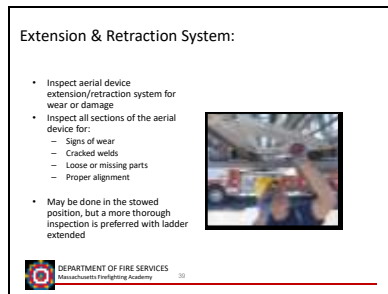 Extension & Retraction System:
• Inspect aerial device
extension/retraction system for
wear or damage
• Inspect all sections of the aerial
device for:
– Signs of wear
– Cracked welds
– Loose or missing parts
– Proper alignment
• May be done in the stowed
position, but a more thorough
inspection is preferred with ladder
extended
DEPARTMENT OF FIRE SERVICES
Massachusetts Firefighting Academy
39